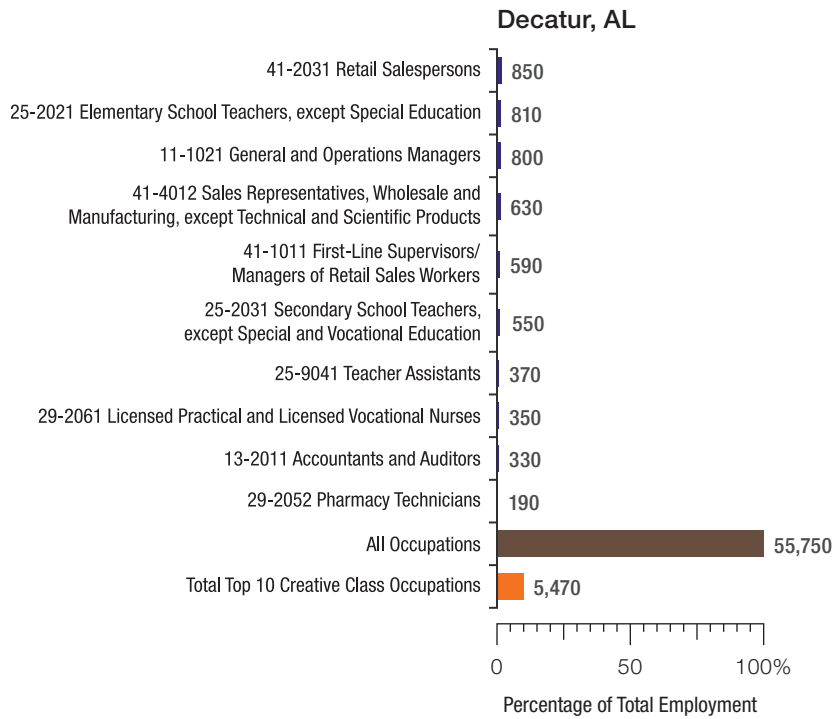 Decatur, AL
41-2031 Retail Salespersons
850
25-2021 Elementary School Teachers, except Special Education
810
11-1021 General and Operations Managers
800
41-4012 Sales Representatives, Wholesale and
Manufacturing, except Technical and Scientific Products
630
41-1011 First-Line Supervisors/
Managers of Retail Sales Workers
590
25-2031 Secondary School Teachers,
except Special and Vocational Education
550
25-9041 Teacher Assistants
370
29-2061 Licensed Practical and Licensed Vocational Nurses
350
13-2011 Accountants and Auditors
330
29-2052 Pharmacy Technicians
190
All Occupations
55,750
Total Top 10 Creative Class Occupations
5,470
0 50 100%
Percentage of Total Employment